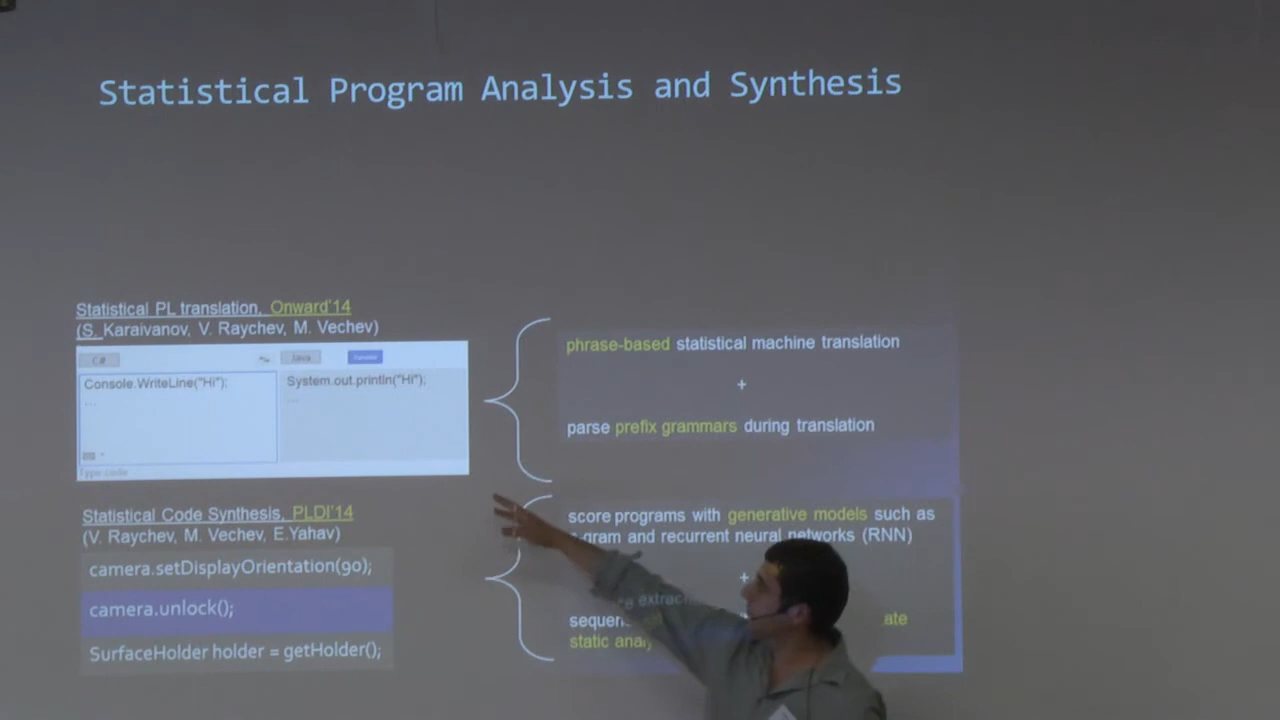 Statistical Program Analysis and Synthesis
Statistical PL translation, Onward'14
(S. Karaivanov, V. Raychev, M. Vechev)
C#
Java
Console.WriteLine("Hi");
...
System.out.println("Hi");
...
Type code
phrase-based statistical machine translation
+
parse prefix grammars during translation
Statistical Code Synthesis, PLDI'14
(V. Raychev, M. Vechev, E.Yahav)
camera.setDisplayOrientation(90);
camera.unlock();
SurfaceHolder holder = getHolder();
score programs with generative models such as
gram and recurrent neural networks (RNN)
+
static